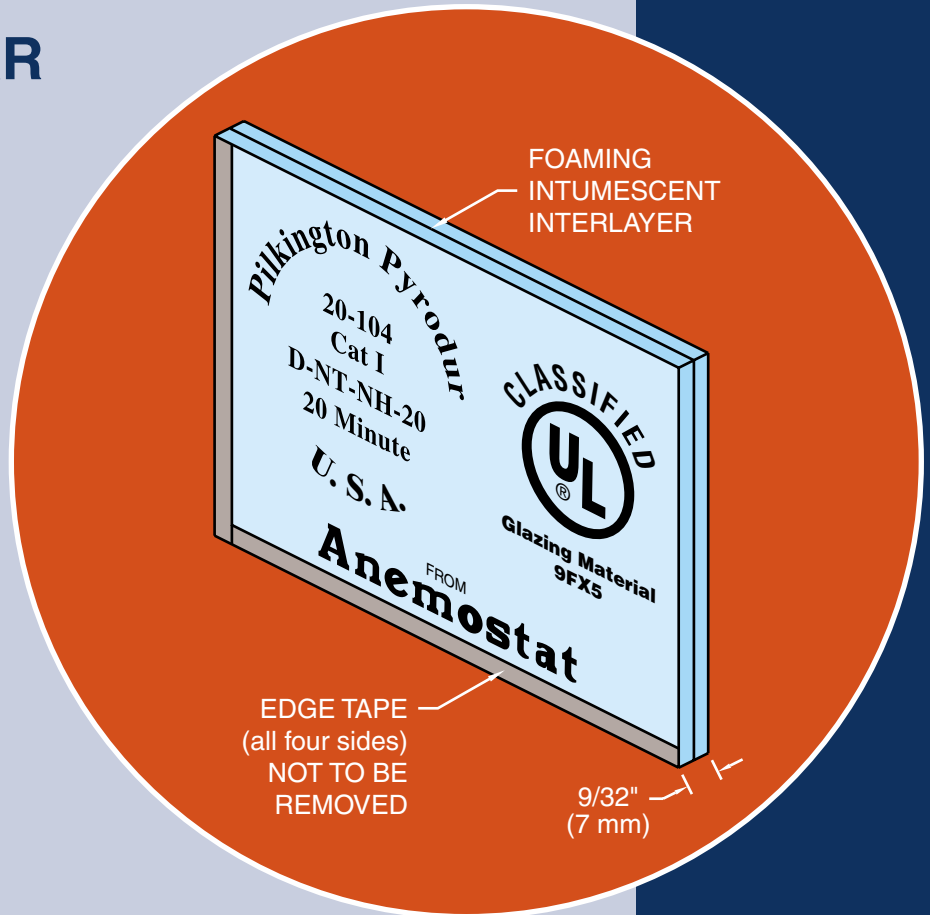 R
FOAMING
INTUMESCENT
INTERLAYER
Pilkington Pyrodur
20-104
Cat I
D-NT-NH-20
20 Minute
U. S. A.
CLASSIFIED
UL
®
Glazing Material
9FX5
FROM
Anemostat
EDGE TAPE
(all four sides)
NOT TO BE
REMOVED
9/32"
(7 mm)